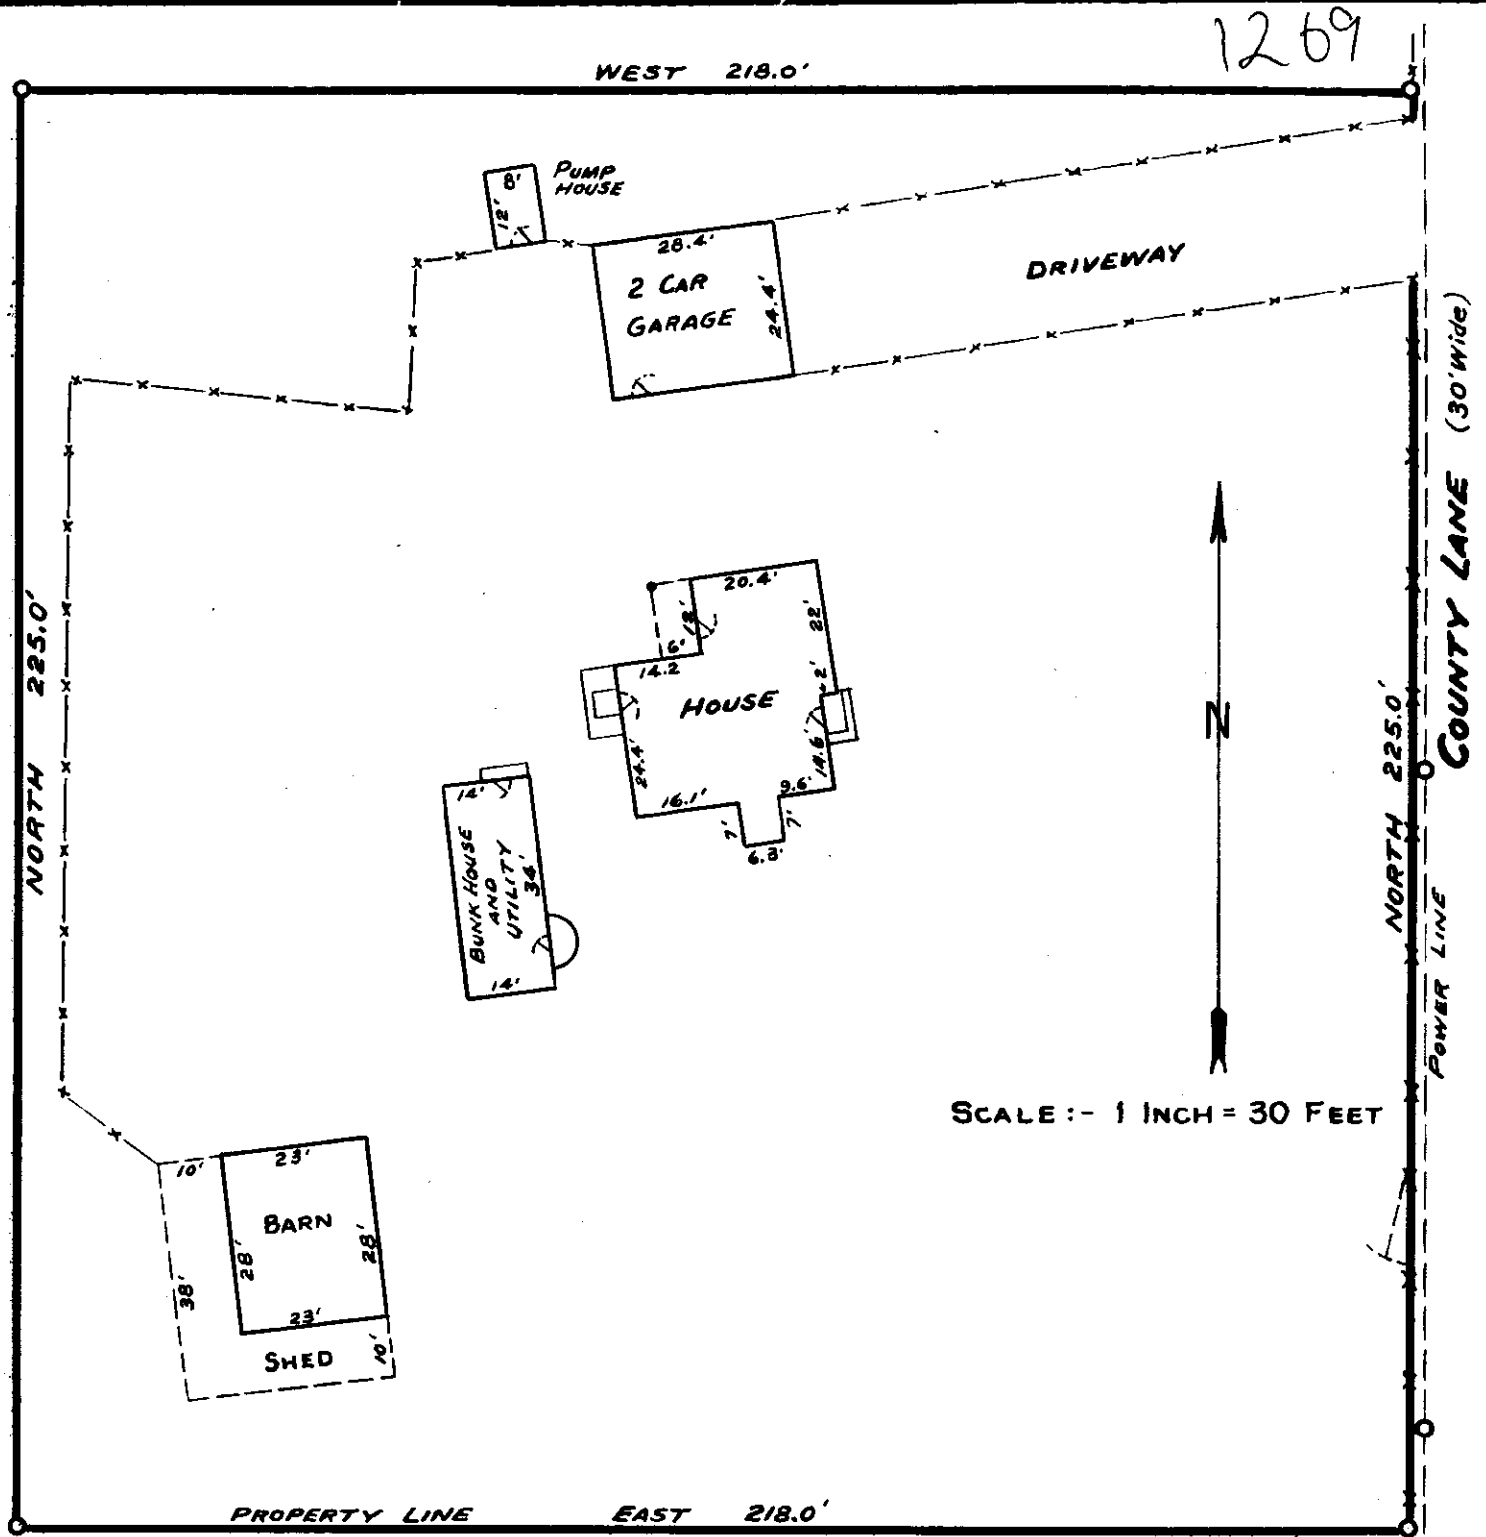 1269
WEST 218.0'
PUMP
HOUSE
8'
12'
28.4'
2 CAR
GARAGE
24.4'
DRIVEWAY
COUNTY LANE (30' Wide)
NORTH 225.0'
20.4'
12'
22'
6'
14.2
2'
HOUSE
24.4'
14.6'
16.1'
9.6'
7'
7'
6.3'
14'
BUNK HOUSE
AND
UTILITY
34'
14'
N
NORTH 225.0'
POWER LINE
SCALE :- 1 INCH = 30 FEET
10'
23'
BARN
28'
28'
38'
23'
SHED
10'
PROPERTY LINE EAST 218.0'